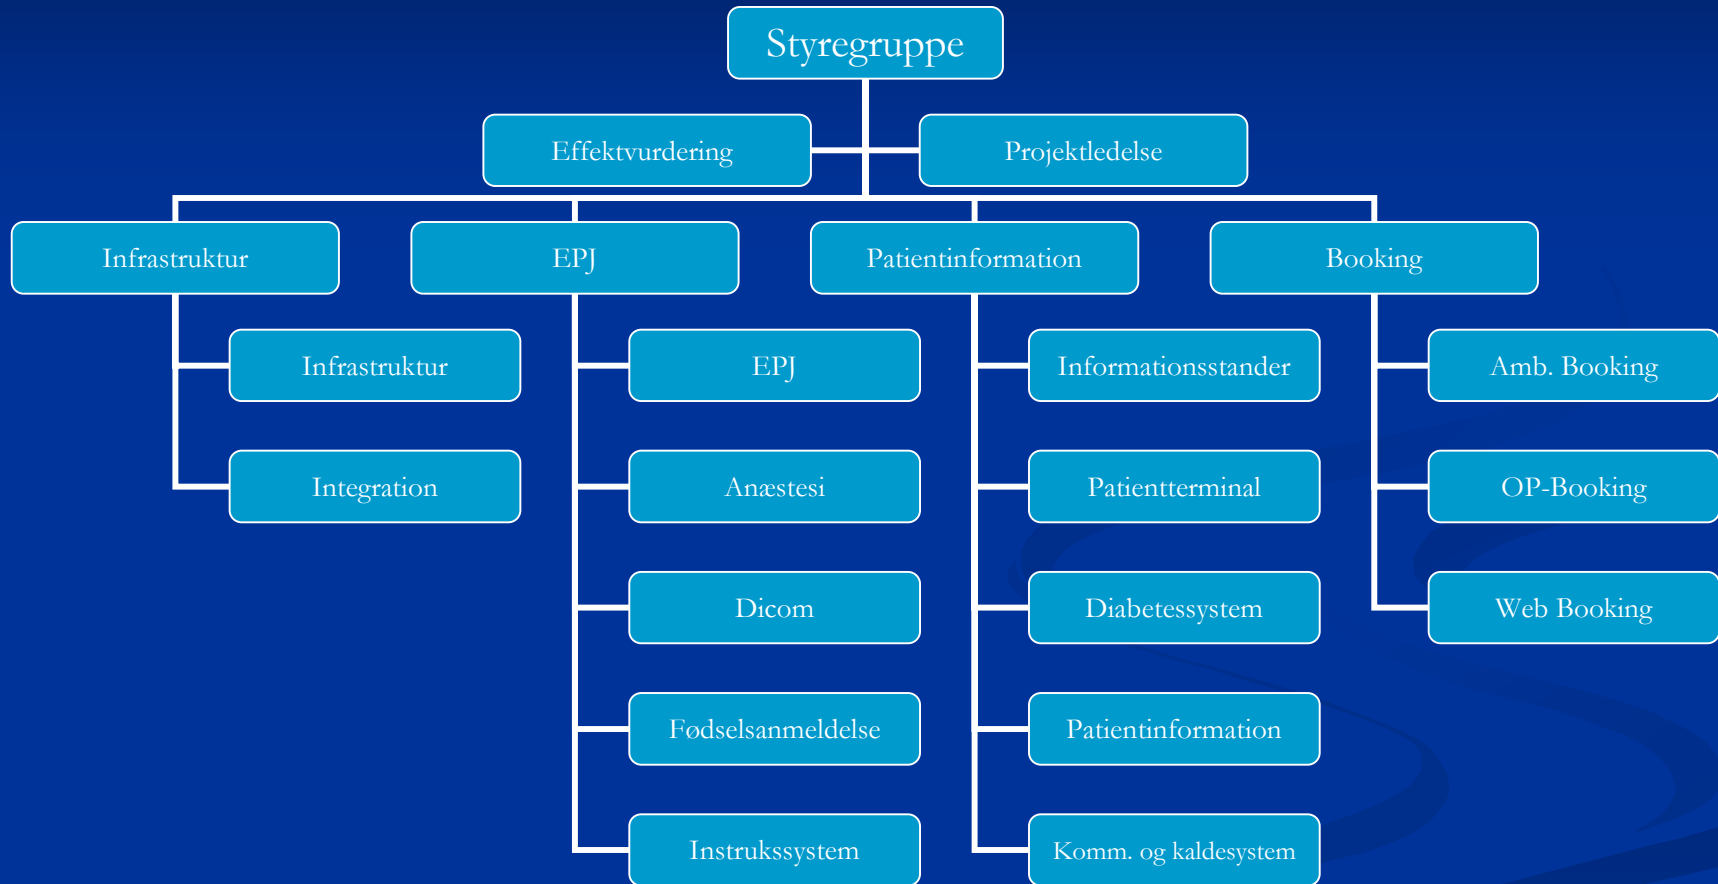 Styregruppe
Effektvurdering
Projektledelse
Infrastruktur
EPJ
Patientinformation
Booking
Infrastruktur
EPJ
Informationsstander
Amb. Booking
Integration
Anæstesi
Patientterminal
OP-Booking
Dicom
Diabetessystem
Web Booking
Fødselsanmeldelse
Patientinformation
Instrukssystem
Komm. og kaldesystem